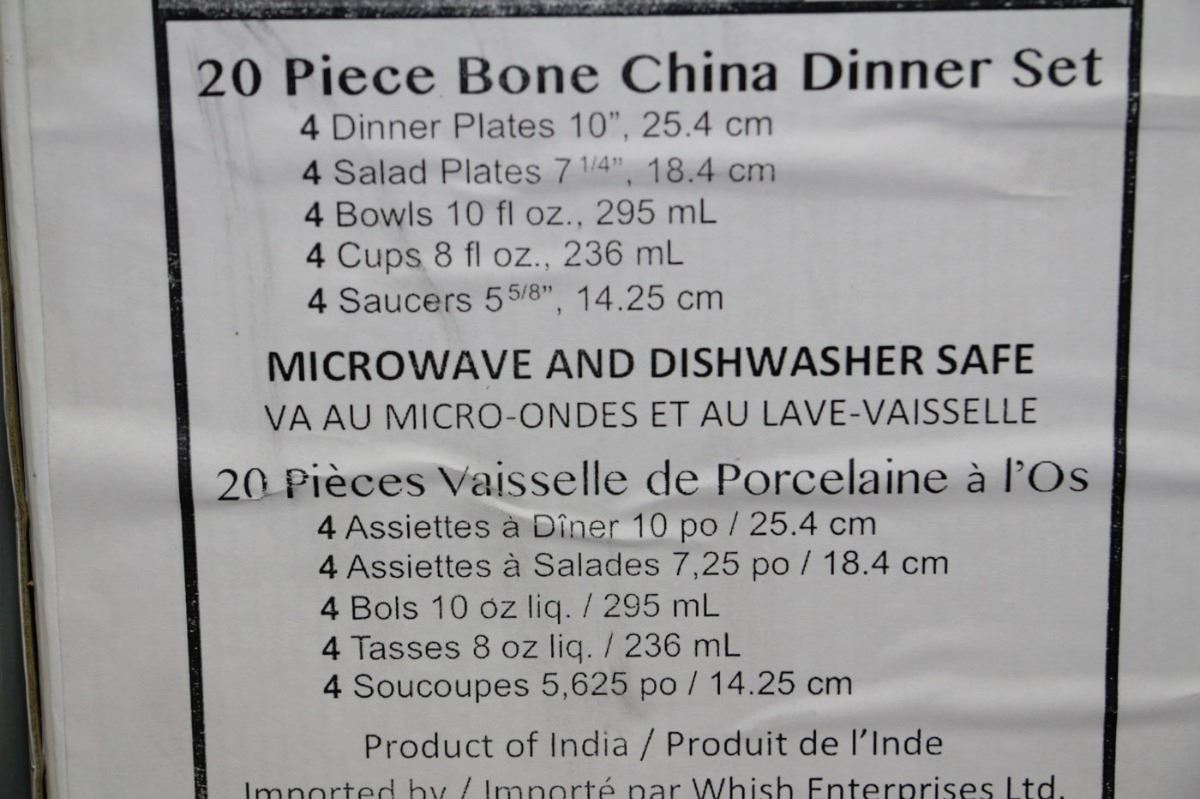 20 Piece Bone China Dinner Set
4 Dinner Plates 10”, 25.4 cm
4 Salad Plates 7 1/4”, 18.4 cm
4 Bowls 10 fl oz., 295 mL
4 Cups 8 fl oz., 236 mL
4 Saucers 5 5/8”, 14.25 cm
MICROWAVE AND DISHWASHER SAFE
VA AU MICRO-ONDES ET AU LAVE-VAISSELLE
20 Pièces Vaisselle de Porcelaine à l’Os
4 Assiettes à Dîner 10 po / 25.4 cm
4 Assiettes à Salades 7,25 po / 18.4 cm
4 Bols 10 oz liq. / 295 mL
4 Tasses 8 oz liq. / 236 mL
4 Soucoupes 5,625 po / 14.25 cm
Product of India / Produit de l’Inde
Imported by / Importé par Whish Enterprises Ltd.